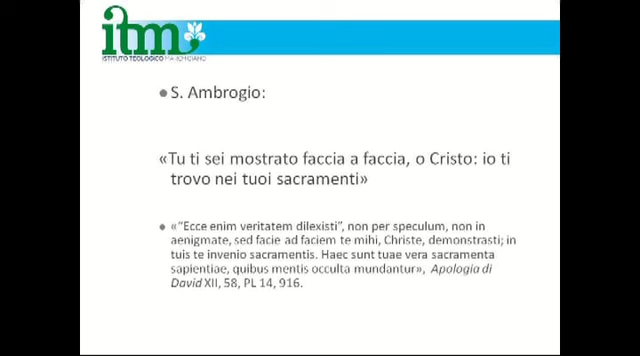 itm
ISTITUTO TEOLOGICO MARCHIGIANO
S. Ambrogio:
«Tu ti sei mostrato faccia a faccia, o Cristo: io ti
trovo nei tuoi sacramenti»
«“Ecce enim veritatem dilexisti”, non per speculum, non in
aenigmate, sed facie ad faciem te mihi, Christe, demonstrasti; in
tuis te invenio sacramentis. Haec sunt tuae vera sacramenta
sapientiae, quibus mentis occulta mundantur», Apologia di
David XII, 58, PL 14, 916.